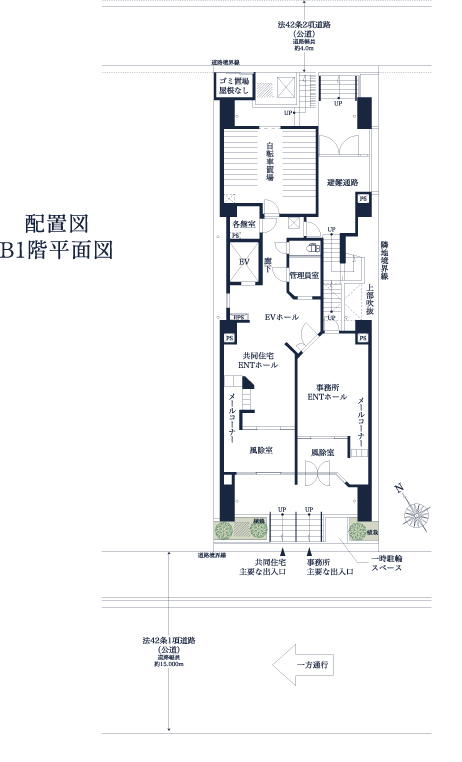 法42条2項道路
(公道)
道路幅員
約4.0m
道路境界線
ゴミ置場
屋根なし
UP
UP
自転車置場
避難通路
PS
各盤室
PS
UP
EV
廊下
管理員室
隣地境界線
上部吹抜
EPS
EVホール
UP
PS
PS
共同住宅
ENTホール
事務所
ENTホール
メールコーナー
メールコーナー
風除室
風除室
配置図
B1階平面図
N
植栽
UP
UP
植栽
道路境界線
共同住宅
主要な出入口
事務所
主要な出入口
一時駐輪
スペース
法42条1項道路
(公道)
道路幅員
約15.000m
一方通行